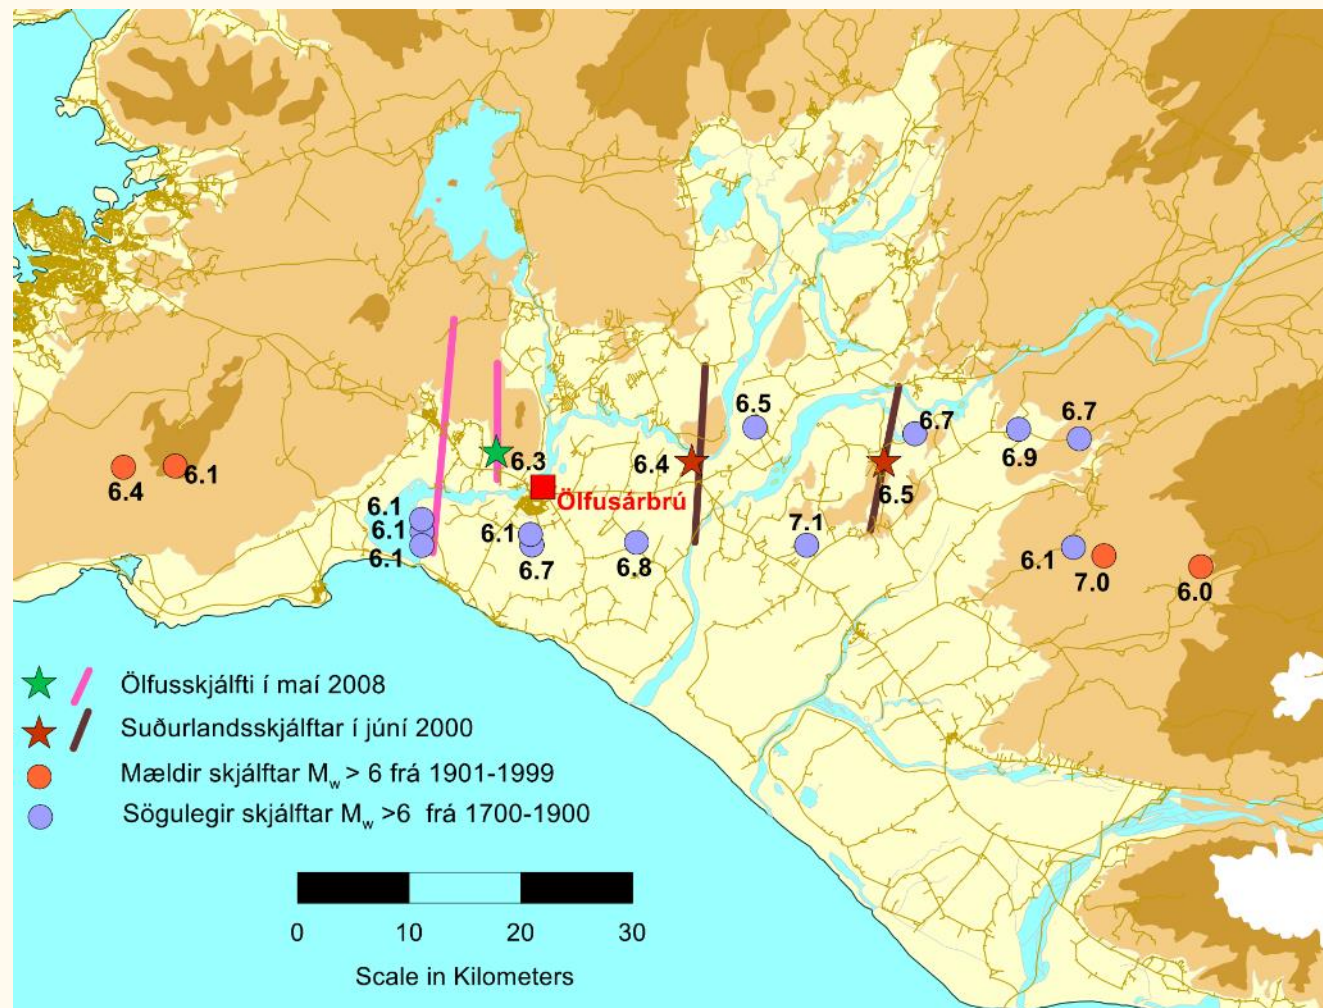 6.5
6.7
6.7
6.9
6.4
6.1
6.3
6.4
6.5
Ölfusárbrú
6.1
6.1
6.1
6.1
6.7
6.8
7.1
6.1
7.0
6.0
Ölfusskjálfti í maí 2008
Suðurlandsskjálftar í júní 2000
Mældir skjálftar Mw > 6 frá 1901-1999
Sögulegir skjálftar Mw >6 frá 1700-1900
0 10 20 30
Scale in Kilometers